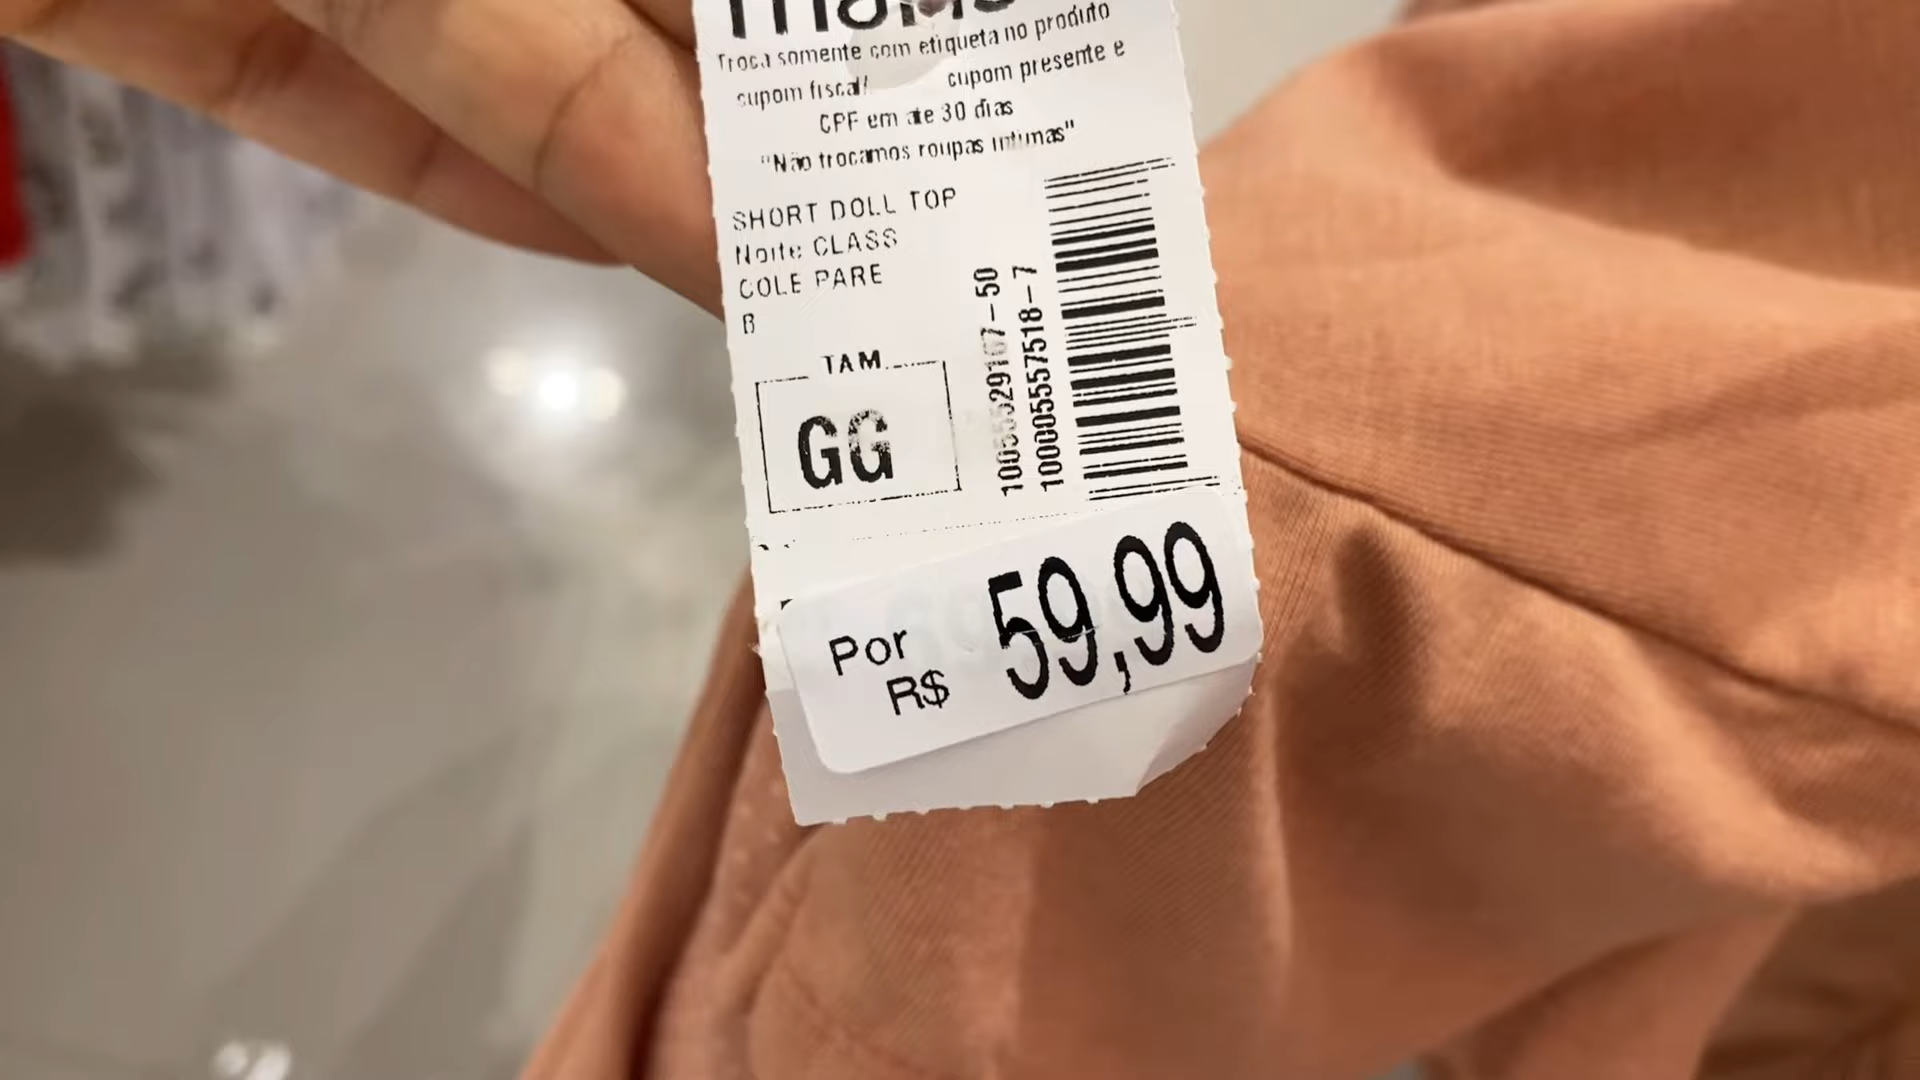 Troca somente com etiqueta no produto
cupom fiscal/ cupom presente e
CPF em ate 30 dias
"Não trocamos roupas intimas"
SHORT DOLL TOP
Noite CLASS
COLE PARE
B
TAM
GG
100005557518-7
Por
R$ 59,99